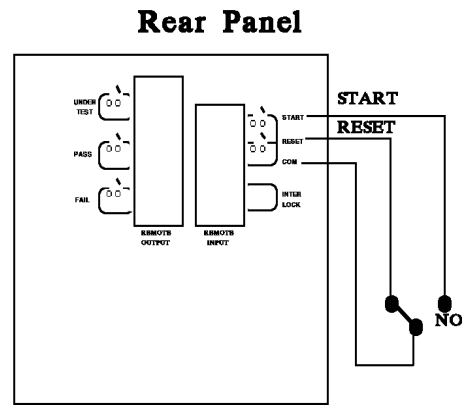 Rear Panel
START
RESET
UNDER
TEST
PASS
FAIL
START
RESET
COM
INTER
LOCK
REMOTE
OUTPUT
REMOTE
INPUT
NO